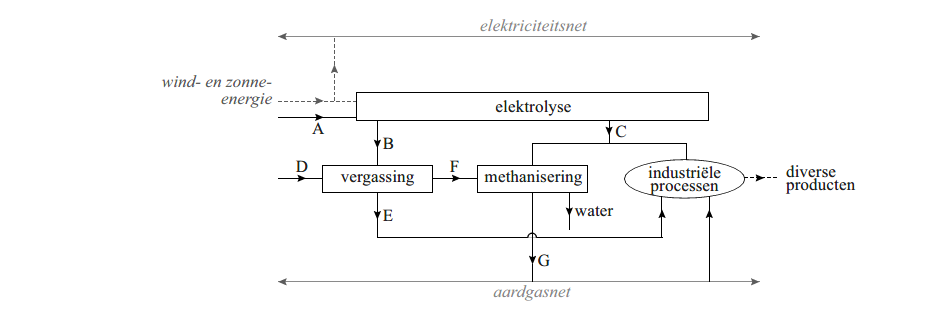 elektriciteitsnet
wind- en zonne-
energie
elektrolyse
A
B
C
D
vergassing
F
methanisering
industriële
processen
diverse
producten
E
water
G
aardgasnet